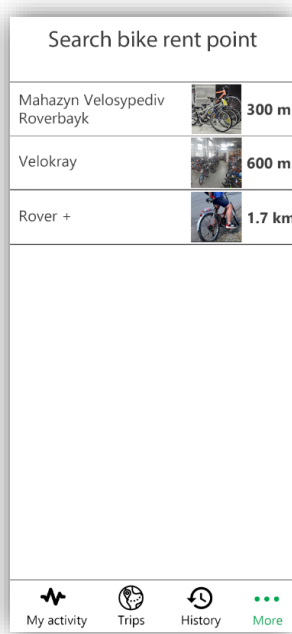 Search bike rent point
Mahazyn Velosypediv
Roverbayk
300 m
Velokray
600 m
Rover +
1.7 km
My activity
Trips
History
More